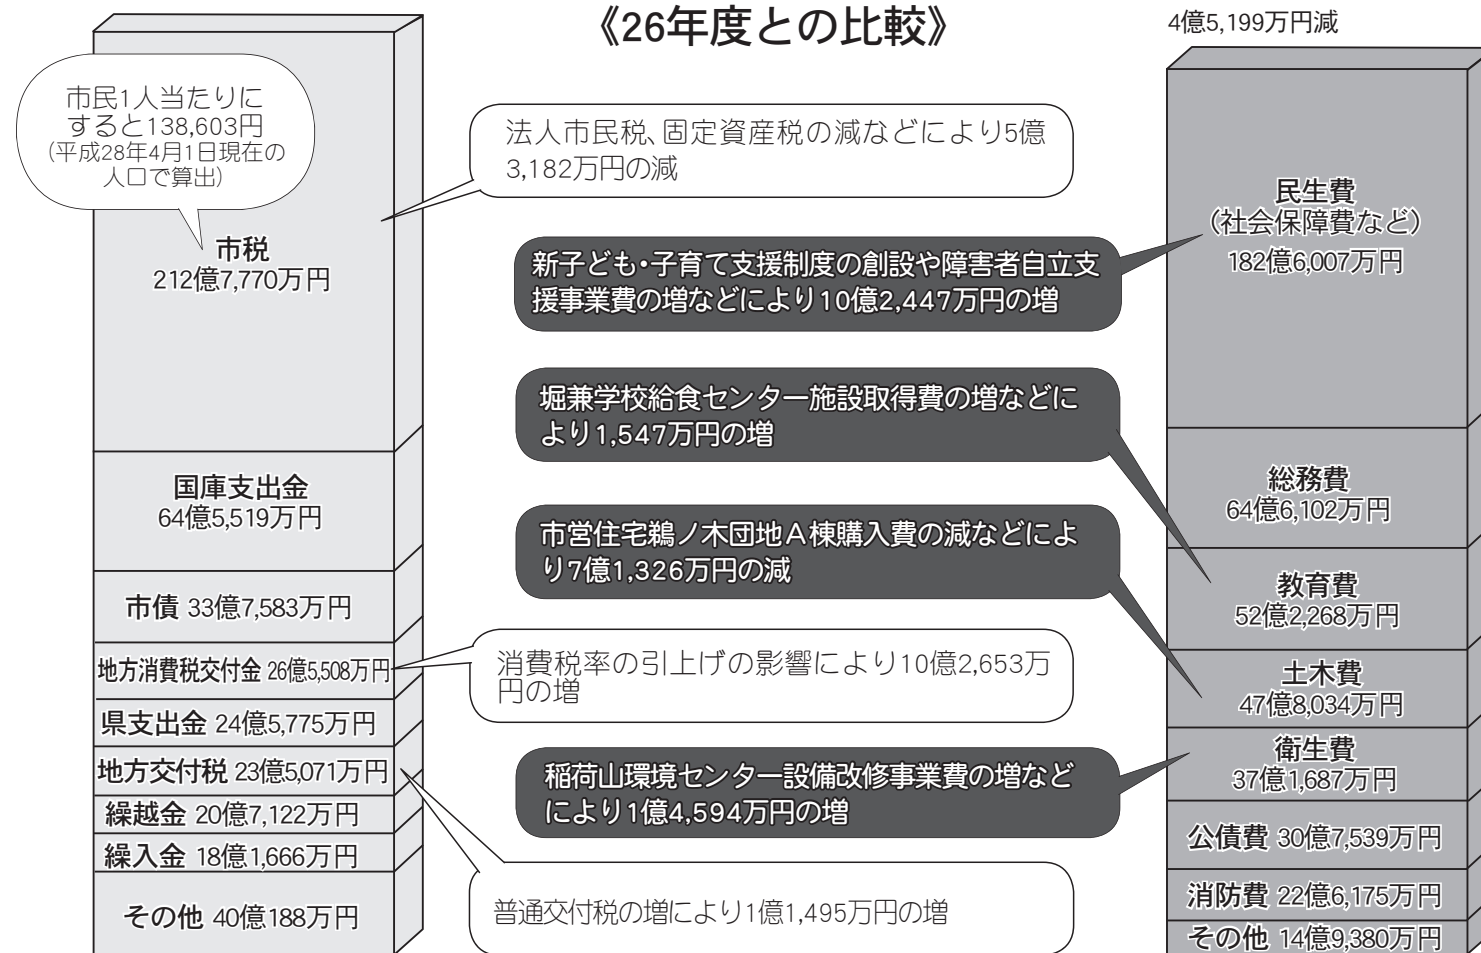 《26年度との比較》
4億5,199万円減
市民1人当たりに
すると138,603円
(平成28年4月1日現在の
人口で算出)
市税
212億7,770万円
国庫支出金
64億5,519万円
市債 33億7,583万円
地方消費税交付金 26億5,508万円
県支出金 24億5,775万円
地方交付税 23億5,071万円
繰越金 20億7,122万円
繰入金 18億1,666万円
その他 40億188万円
法人市民税、固定資産税の減などにより5億
3,182万円の減
新子ども・子育て支援制度の創設や障害者自立支
援事業費の増などにより10億2,447万円の増
堀兼学校給食センター施設取得費の増などに
より1,547万円の増
市営住宅鵜ノ木団地A棟購入費の減などによ
り7億1,326万円の減
消費税率の引上げの影響により10億2,653万
円の増
稲荷山環境センター設備改修事業費の増など
により1億4,594万円の増
普通交付税の増により1億1,495万円の増
民生費
(社会保障費など)
182億6,007万円
総務費
64億6,102万円
教育費
52億2,268万円
土木費
47億8,034万円
衛生費
37億1,687万円
公債費 30億7,539万円
消防費 22億6,175万円
その他 14億9,380万円